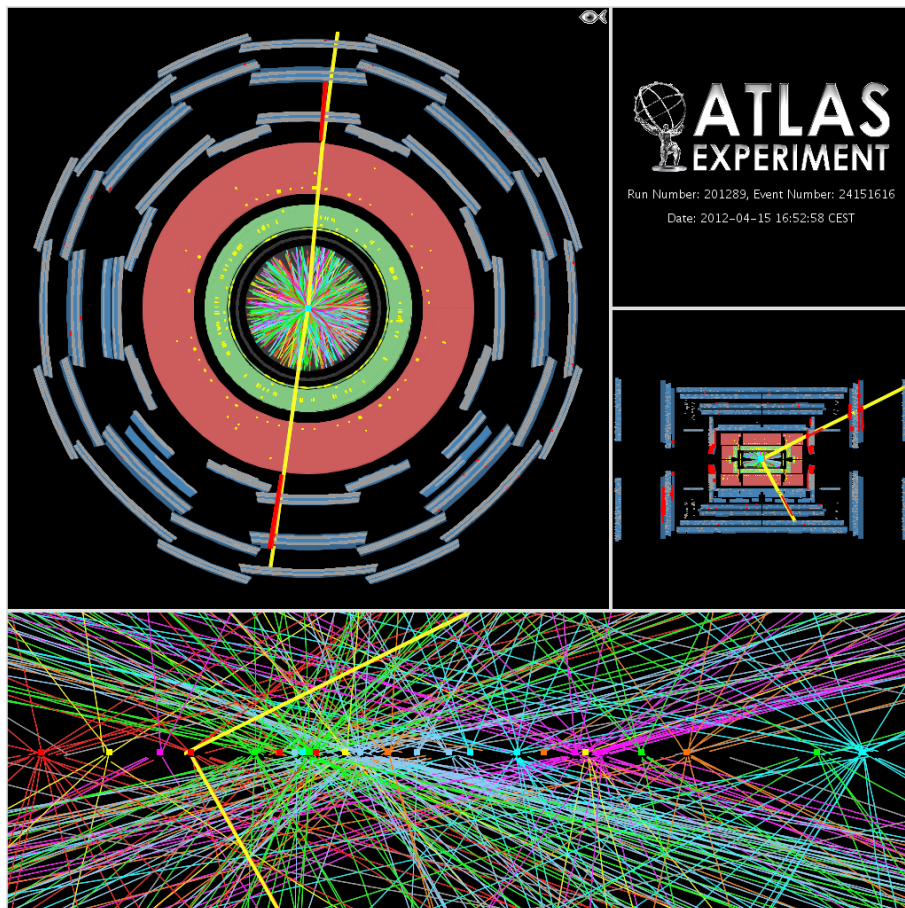 ATLAS
EXPERIMENT
Run Number: 201289, Event Number: 24151616
Date: 2012-04-15 16:52:58 CEST